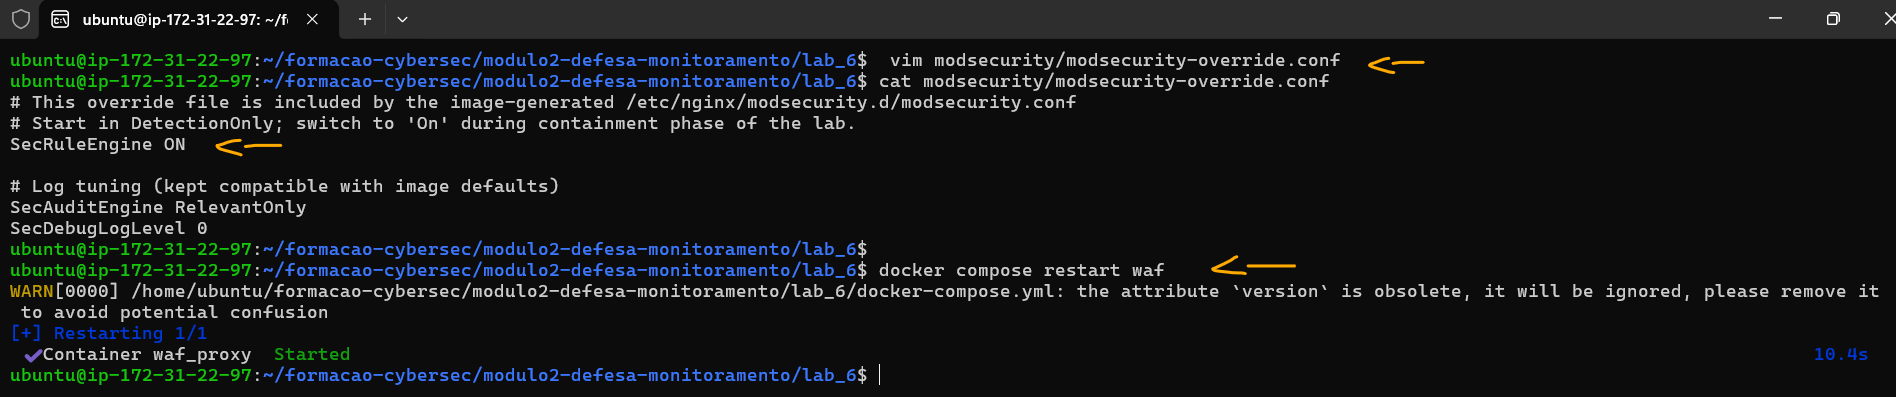 ubuntu@ip-172-31-22-97: ~/f
ubuntu@ip-172-31-22-97:~/formacao-cybersec/modulo2-defesa-monitoramento/lab_6$  vim modsecurity/modsecurity-override.conf
ubuntu@ip-172-31-22-97:~/formacao-cybersec/modulo2-defesa-monitoramento/lab_6$ cat modsecurity/modsecurity-override.conf
# This override file is included by the image-generated /etc/nginx/modsecurity.d/modsecurity.conf
# Start in DetectionOnly; switch to 'On' during containment phase of the lab.
SecRuleEngine ON
# Log tuning (kept compatible with image defaults)
SecAuditEngine RelevantOnly
SecDebugLogLevel 0
ubuntu@ip-172-31-22-97:~/formacao-cybersec/modulo2-defesa-monitoramento/lab_6$
ubuntu@ip-172-31-22-97:~/formacao-cybersec/modulo2-defesa-monitoramento/lab_6$ docker compose restart waf
WARN[0000] /home/ubuntu/formacao-cybersec/modulo2-defesa-monitoramento/lab_6/docker-compose.yml: the attribute `version` is obsolete, it will be ignored, please remove it
to avoid potential confusion
[+] Restarting 1/1
✔Container waf_proxy  Started 10.4s
ubuntu@ip-172-31-22-97:~/formacao-cybersec/modulo2-defesa-monitoramento/lab_6$